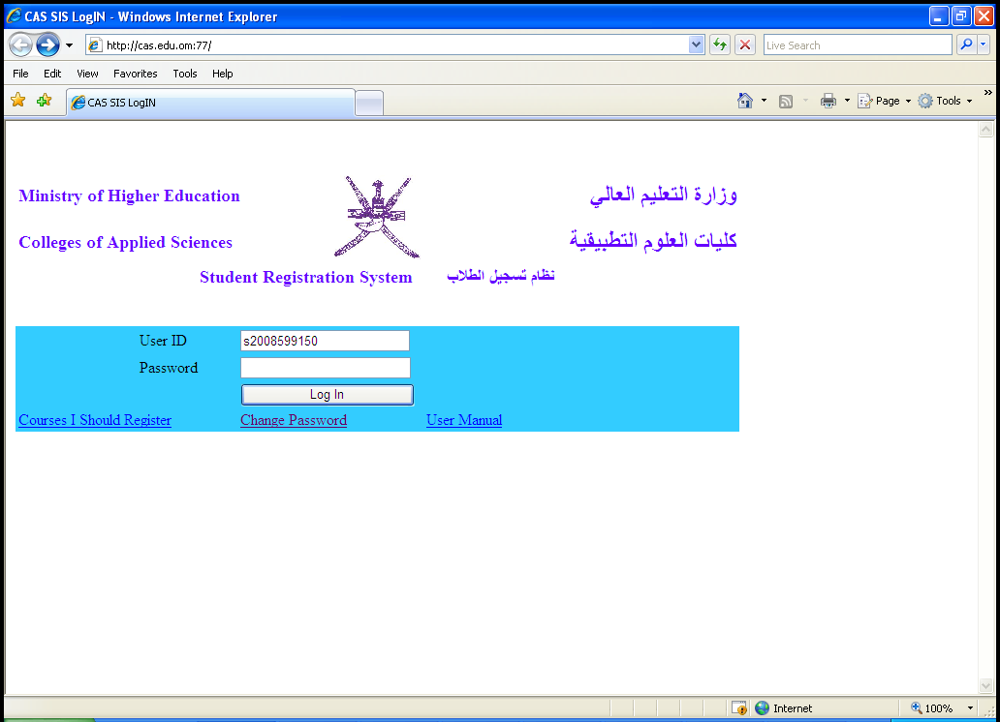 CAS SIS LogIN - Windows Internet Explorer
http://cas.edu.om:77/
Live Search
File Edit View Favorites Tools Help
CAS SIS LogIN
Page Tools
Ministry of Higher Education
وزارة التعليم العالي
Colleges of Applied Sciences
كليات العلوم التطبيقية
Student Registration System
نظام تسجيل الطلاب
User ID s2008599150
Password
Log In
Courses I Should Register Change Password User Manual
Internet 100%